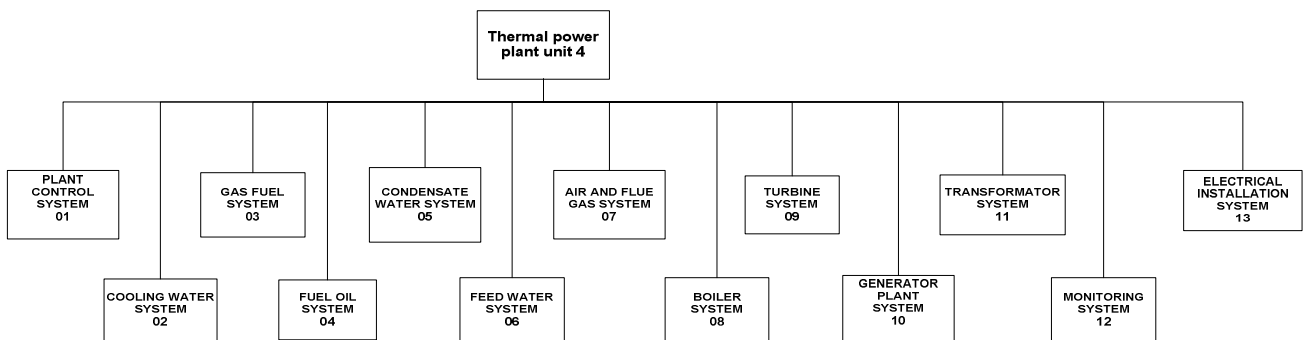 Thermal power
plant unit 4
PLANT
CONTROL
SYSTEM
01
COOLING WATER
SYSTEM
02
GAS FUEL
SYSTEM
03
FUEL OIL
SYSTEM
04
CONDENSATE
WATER SYSTEM
05
FEED WATER
SYSTEM
06
AIR AND FLUE
GAS SYSTEM
07
BOILER
SYSTEM
08
TURBINE
SYSTEM
09
GENERATOR
PLANT
SYSTEM
10
TRANSFORMATOR
SYSTEM
11
MONITORING
SYSTEM
12
ELECTRICAL
INSTALLATION
SYSTEM
13